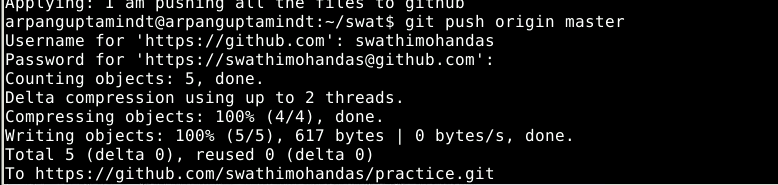 Applying: I am pushing all the files to github
arpanguptamindt@arpanguptamindt:~/swat$ git push origin master
Username for 'https://github.com': swathimohandas
Password for 'https://swathimohandas@github.com':
Counting objects: 5, done.
Delta compression using up to 2 threads.
Compressing objects: 100% (4/4), done.
Writing objects: 100% (5/5), 617 bytes | 0 bytes/s, done.
Total 5 (delta 0), reused 0 (delta 0)
To https://github.com/swathimohandas/practice.git